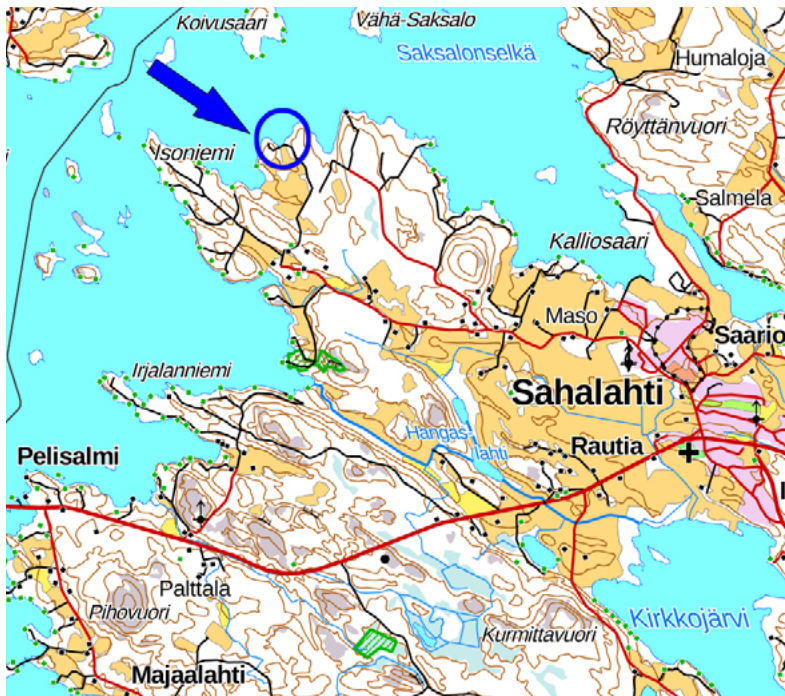 Koivusaari
Vähä-Saksalo
Saksalonselkä
Humaloja
Röyttänvuori
Isoniemi
Salmela
Kalliosaari
Maso
Saario
Irjalanniemi
Sahalahti
Hangas-
lahti
Rautia
Pelisalmi
Palttala
Pihovuori
Kurmittavuori
Kirkkojärvi
Majaalahti